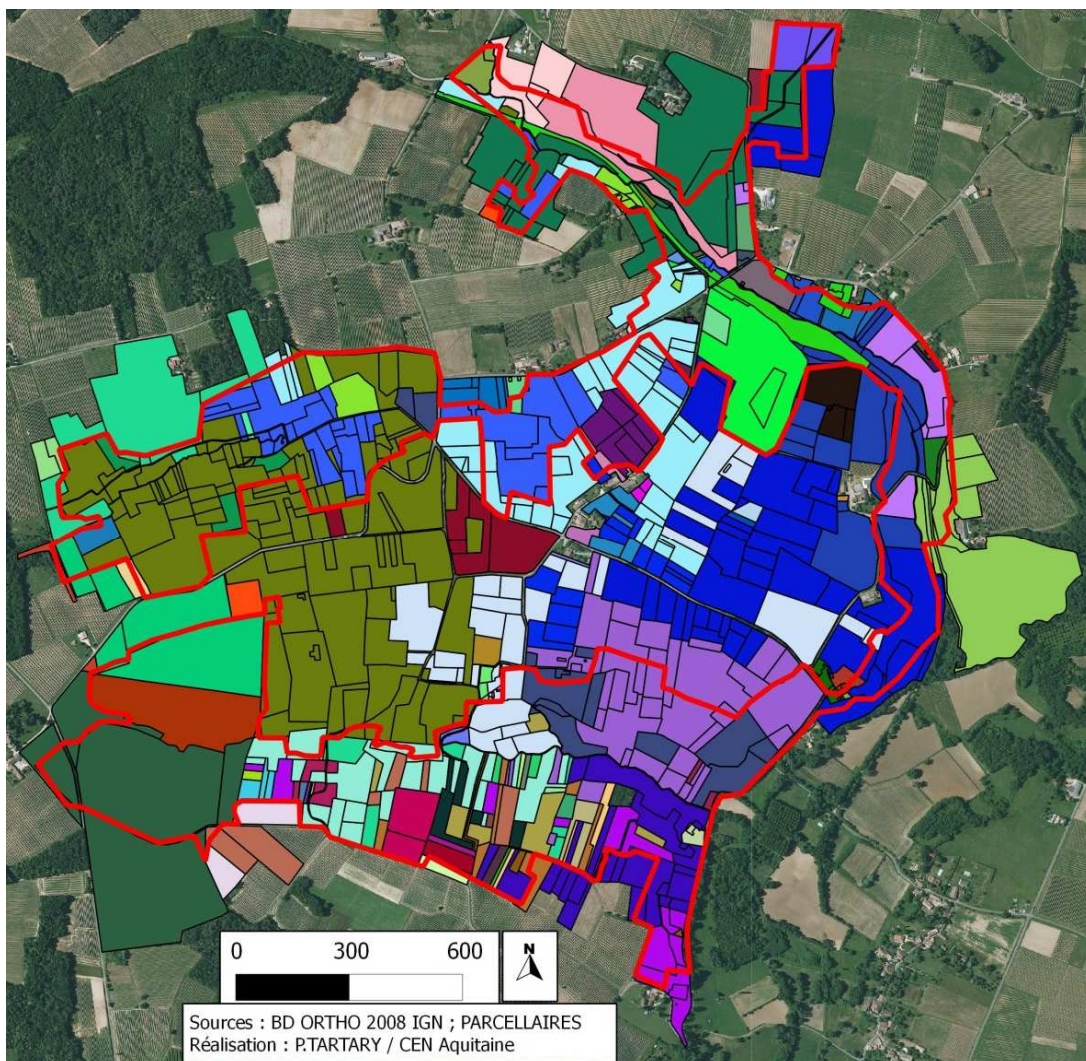 0 300 600
N
Sources : BD ORTHO 2008 IGN ; PARCELLAIRES
Réalisation : P.TARTARY / CEN Aquitaine